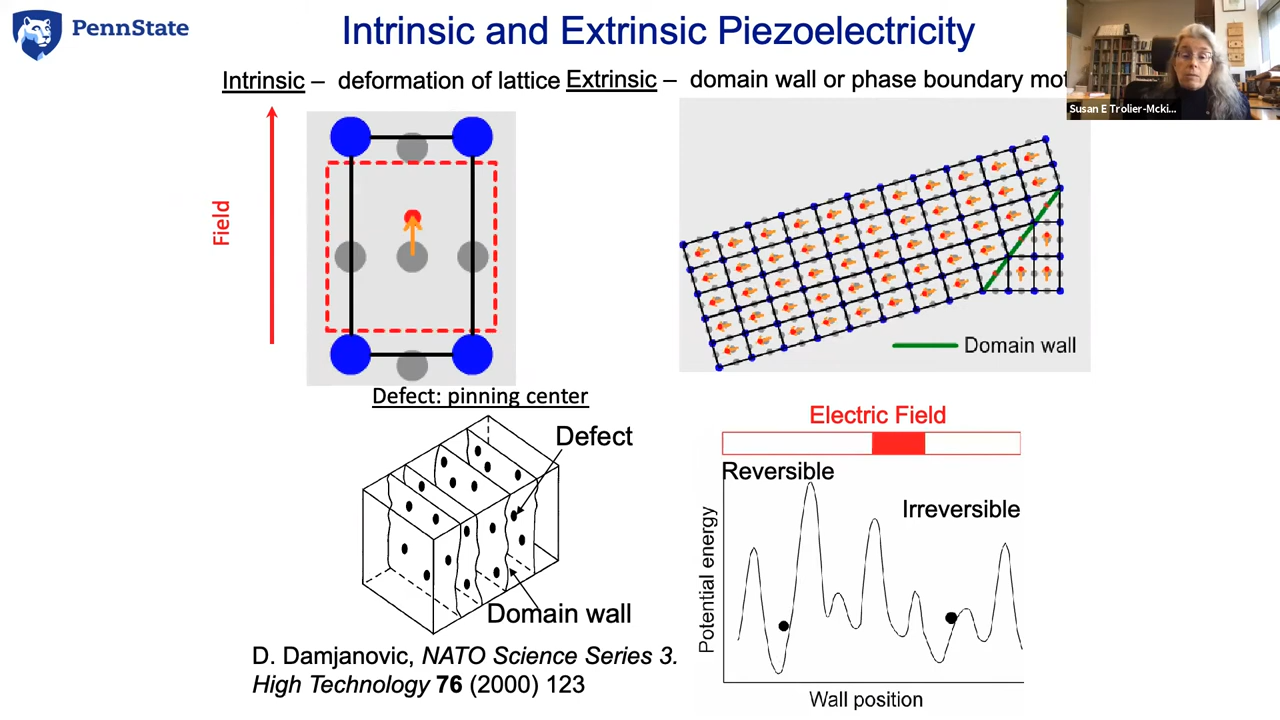 PennState
Intrinsic and Extrinsic Piezoelectricity
Intrinsic – deformation of lattice
Extrinsic – domain wall or phase boundary mot
Susan E Trolier-Mcki...
Field
Domain wall
Defect: pinning center
Defect
Domain wall
D. Damjanovic, NATO Science Series 3.
High Technology 76 (2000) 123
Electric Field
Reversible
Irreversible
Potential energy
Wall position